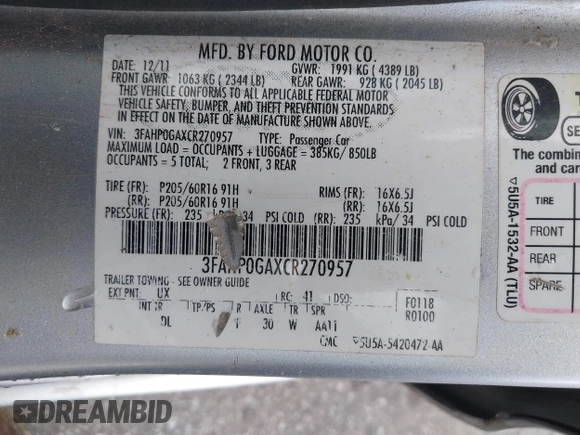 MFD. BY FORD MOTOR CO.
DATE: 12/11 GVWR: 1991 KG ( 4389 LB)
FRONT GAWR: 1063 KG ( 2344 LB) REAR GAWR: 928 KG ( 2045 LB)
THIS VEHICLE CONFORMS TO ALL APPLICABLE FEDERAL MOTOR
VEHICLE SAFETY, BUMPER, AND THEFT PREVENTION STANDARDS
IN EFFECT ON THE DATE OF MANUFACTURE SHOWN ABOVE.
VIN: 3FAHP0GAXCR270957 TYPE: Passenger Car
MAXIMUM LOAD = OCCUPANTS + LUGGAGE = 385KG/ 850LB
OCCUPANTS = 5 TOTAL; 2 FRONT, 3 REAR
TIRE (FR): P205/60R16 91H RIMS (FR): 16X6.5J
(RR): P205/60R16 91H (RR): 16X6.5J
PRESSURE (FR): 235 /34 PSI COLD (RR): 235 kPa/ 34 PSI COLD
3FAHP0GAXCR270957
TRAILER TOWING - SEE OWNER GUIDE
EXT PNT: UX RC: 41 DSO: F0118
INT TR TP/PS R AXLE TR SPR R0100
DL 30 W AA11
CMC ▽5U5A-5420472-AA
▽5U5A-1532-AA (TLU)
The combin
and car
TIRE
FRONT
REAR
SPARE
DREAMBID